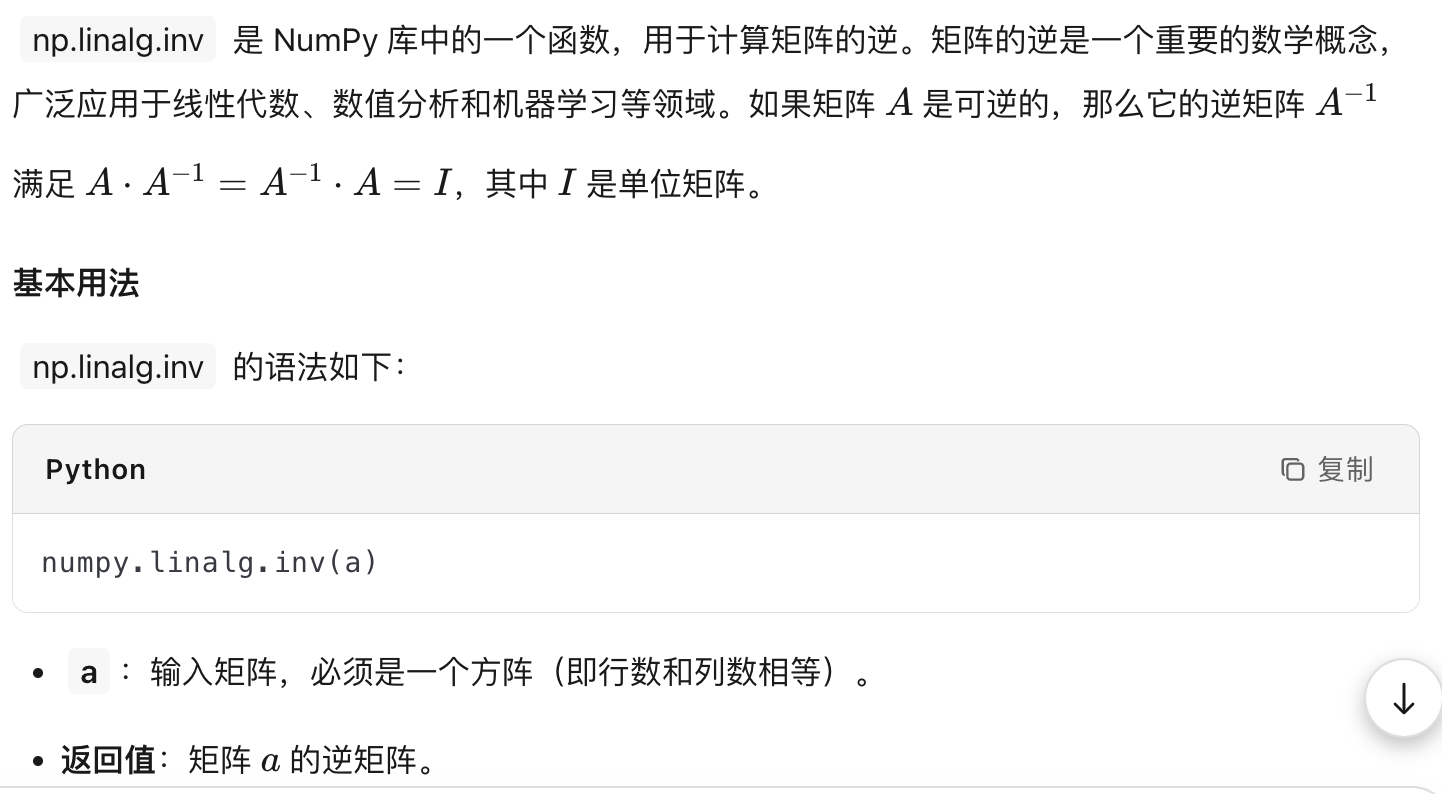 np.linalg.inv 是 NumPy 库中的一个函数，用于计算矩阵的逆。矩阵的逆是一个重要的数学概念，
广泛应用于线性代数、数值分析和机器学习等领域。如果矩阵 A 是可逆的，那么它的逆矩阵 A⁻¹
满足 A · A⁻¹ = A⁻¹ · A = I，其中 I 是单位矩阵。
基本用法
np.linalg.inv 的语法如下：
Python 复制
numpy.linalg.inv(a)
• a ：输入矩阵，必须是一个方阵（即行数和列数相等）。
• 返回值：矩阵 a 的逆矩阵。